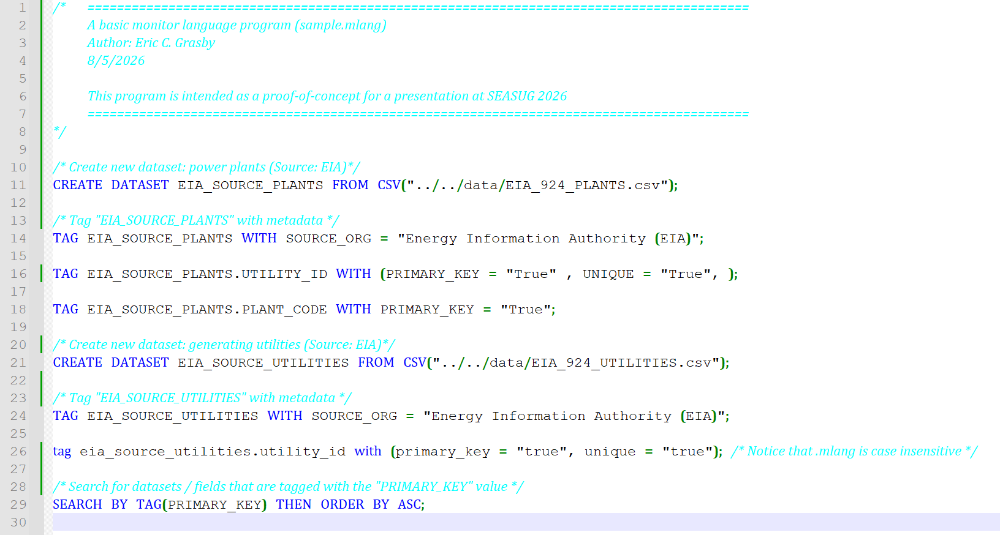 1 /* ==========================================================================================
2 A basic monitor language program (sample.mlang)
3 Author: Eric C. Grasby
4 8/5/2026
5
6 This program is intended as a proof-of-concept for a presentation at SEASUG 2026
7 ==========================================================================================
8 */
9
10 /* Create new dataset: power plants (Source: EIA)*/
11 CREATE DATASET EIA_SOURCE_PLANTS FROM CSV("../../data/EIA_924_PLANTS.csv");
12
13 /* Tag "EIA_SOURCE_PLANTS" with metadata */
14 TAG EIA_SOURCE_PLANTS WITH SOURCE_ORG = "Energy Information Authority (EIA)";
15
16 TAG EIA_SOURCE_PLANTS.UTILITY_ID WITH (PRIMARY_KEY = "True" , UNIQUE = "True", );
17
18 TAG EIA_SOURCE_PLANTS.PLANT_CODE WITH PRIMARY_KEY = "True";
19
20 /* Create new dataset: generating utilities (Source: EIA)*/
21 CREATE DATASET EIA_SOURCE_UTILITIES FROM CSV("../../data/EIA_924_UTILITIES.csv");
22
23 /* Tag "EIA_SOURCE_UTILITIES" with metadata */
24 TAG EIA_SOURCE_UTILITIES WITH SOURCE_ORG = "Energy Information Authority (EIA)";
25
26 tag eia_source_utilities.utility_id with (primary_key = "true", unique = "true"); /* Notice that .mlang is case insensitive */
27
28 /* Search for datasets / fields that are tagged with the "PRIMARY_KEY" value */
29 SEARCH BY TAG(PRIMARY_KEY) THEN ORDER BY ASC;
30